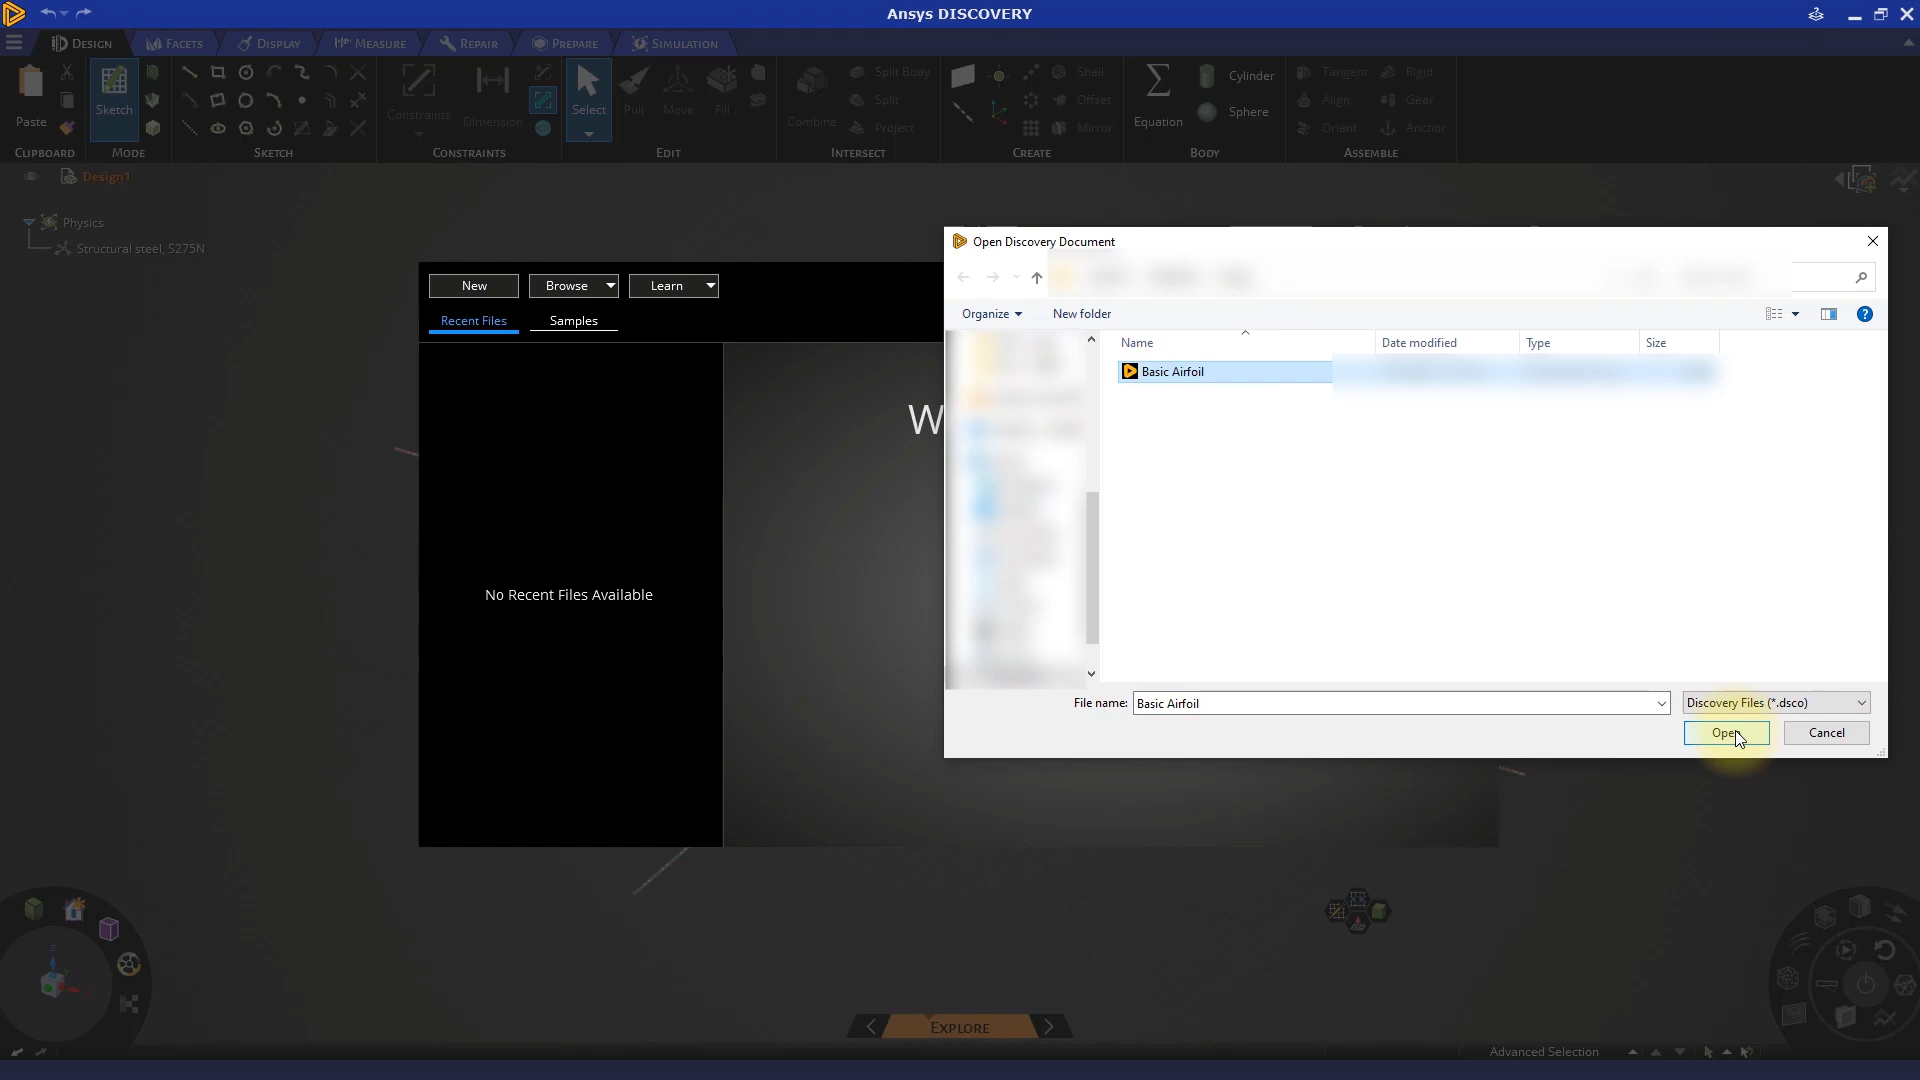 Ansys DISCOVERY
DESIGN FACETS DISPLAY MEASURE REPAIR PREPARE SIMULATION
Paste
Sketch
Constraints
Dimension
Select
Pull
Move
Fill
Combine
Split Body
Split
Project
Shell
Offset
Mirror
Equation
Cylinder
Sphere
Tangent
Rigid
Align
Gear
Orient
Anchor
CLIPBOARD MODE SKETCH CONSTRAINTS EDIT INTERSECT CREATE BODY ASSEMBLE
Design1
Physics
Structural steel, S275N
New Browse Learn
Recent Files Samples
W
No Recent Files Available
Open Discovery Document
Organize New folder
Name Date modified Type Size
Basic Airfoil
File name: Basic Airfoil Discovery Files (*.dsco)
Open Cancel
EXPLORE
Advanced Selection
Z